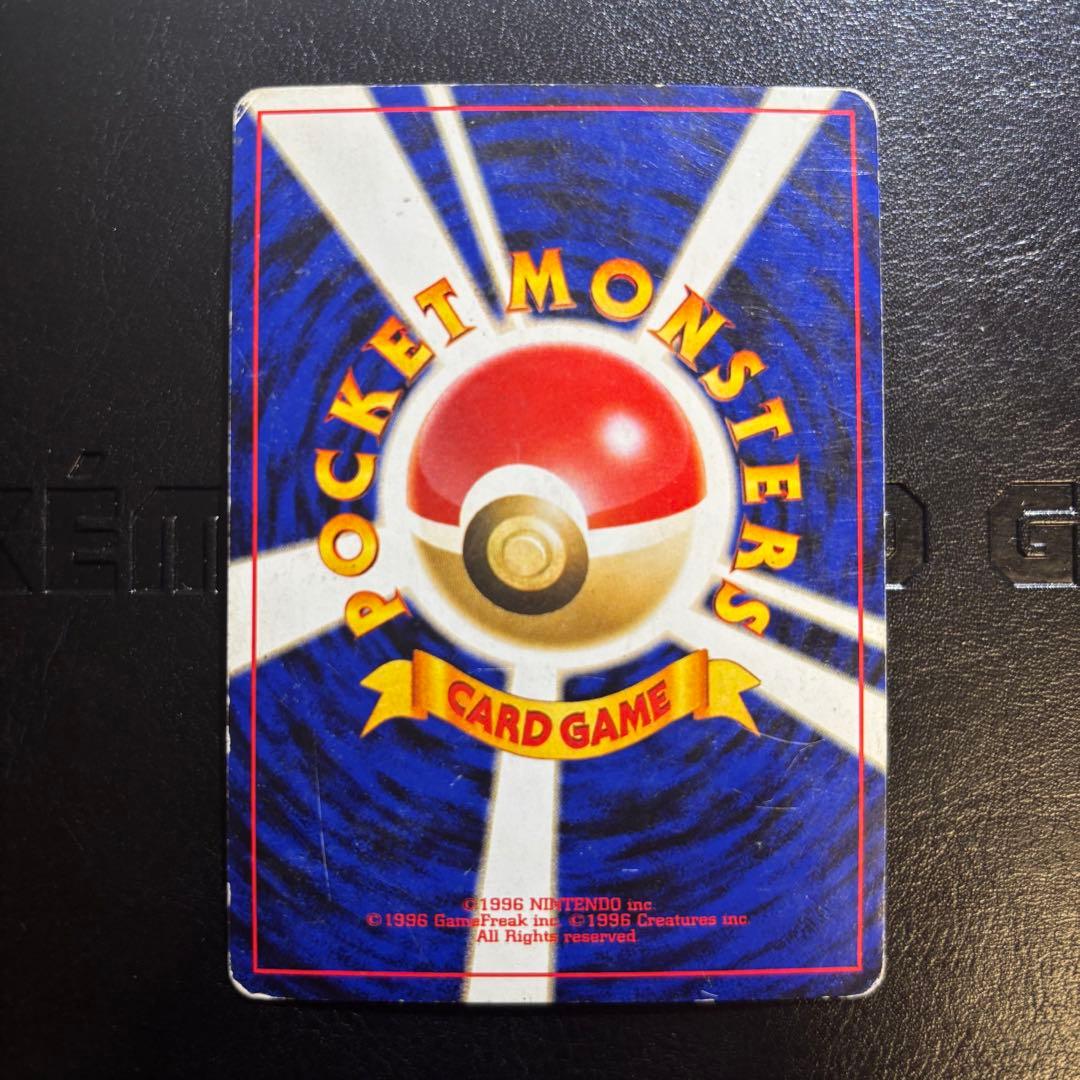 POCKET MONSTERS
CARD GAME
©1996 NINTENDO inc.
©1996 GameFreak inc. ©1996 Creatures inc.
All Rights reserved.